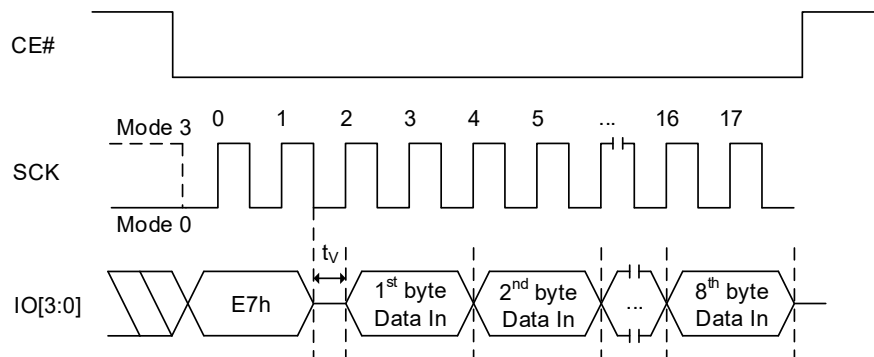 CE#
0 1 2 3 4 5 ... 16 17
Mode 3
SCK
Mode 0
tV
IO[3:0]
E7h
1st byte
Data In
2nd byte
Data In
...
8th byte
Data In